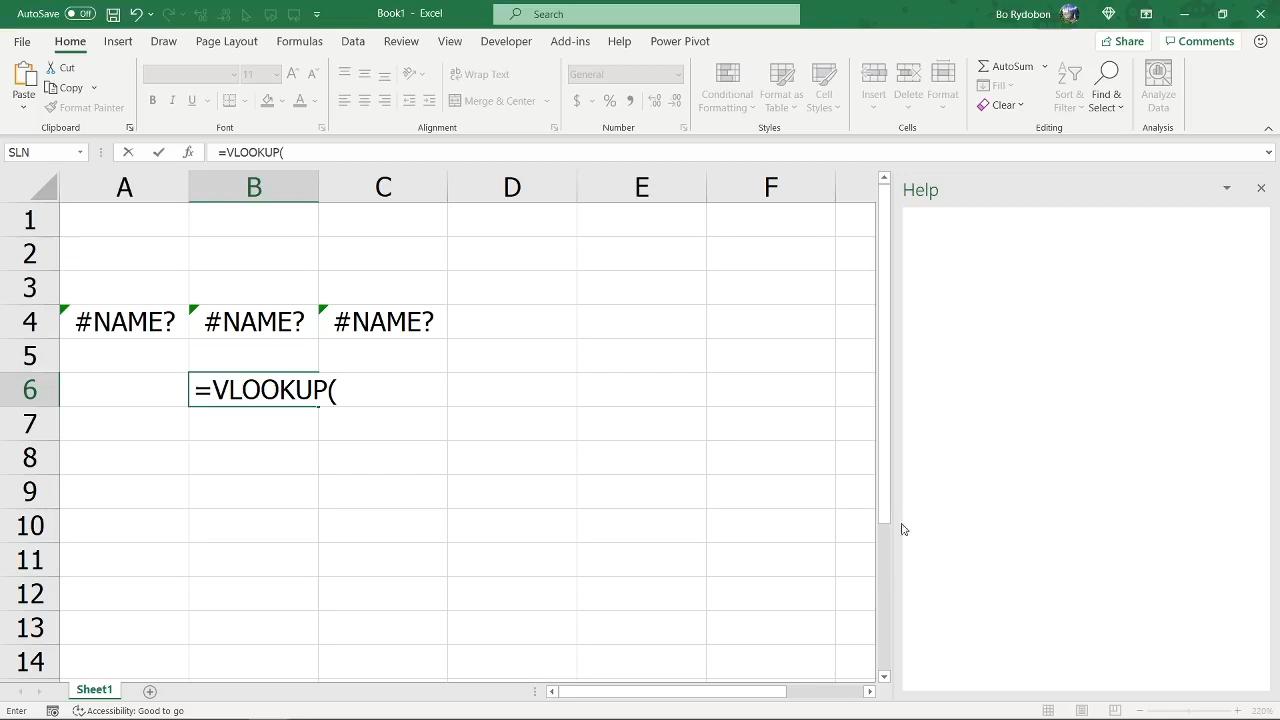 AutoSave Off Book1 - Excel Search Bo Rydobon
File Home Insert Draw Page Layout Formulas Data Review View Developer Add-ins Help Power Pivot Share Comments
Paste
Cut
Copy
Format Painter
Clipboard
11
B I U
Font
Wrap Text
Merge & Center
Alignment
General
$ % ,
Number
Conditional
Formatting
Format as
Table
Cell
Styles
Styles
Insert Delete Format
Cells
AutoSum
Fill
Clear
Sort &
Filter
Find &
Select
Editing
Analyze
Data
Analysis
SLN fx =VLOOKUP(
A B C D E F
Help
1
2
3
4 #NAME? #NAME? #NAME?
5
6 =VLOOKUP(
7
8
9
10
11
12
13
14
Sheet1
Enter Accessibility: Good to go 220%